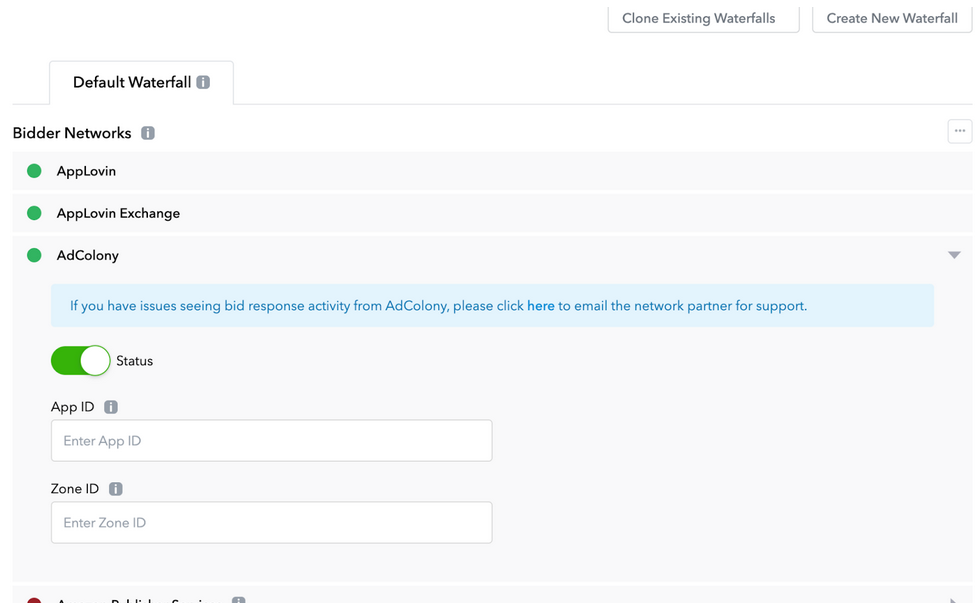 Clone Existing Waterfalls
Create New Waterfall
Default Waterfall
Bidder Networks
AppLovin
AppLovin Exchange
AdColony
If you have issues seeing bid response activity from AdColony, please click here to email the network partner for support.
Status
App ID
Enter App ID
Zone ID
Enter Zone ID